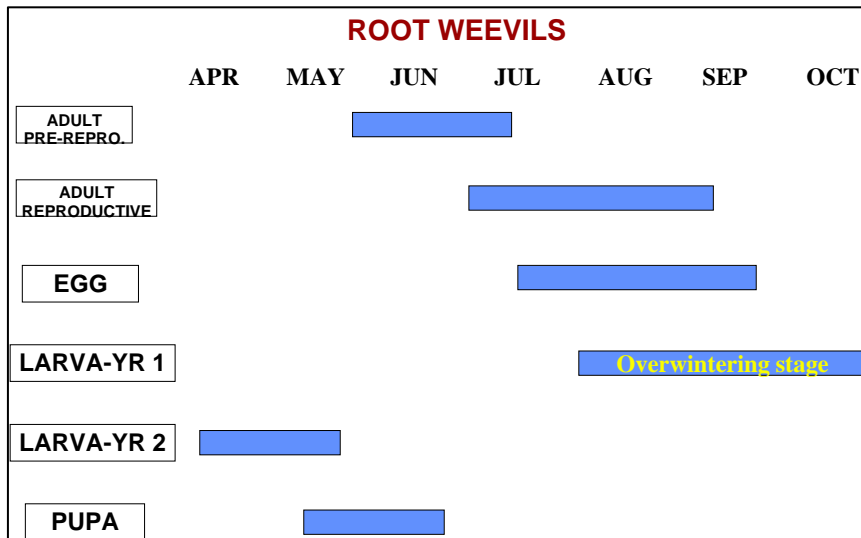 ROOT WEEVILS
APR MAY JUN JUL AUG SEP OCT
ADULT
PRE-REPRO.
ADULT
REPRODUCTIVE
EGG
LARVA-YR 1
Overwintering stage
LARVA-YR 2
PUPA